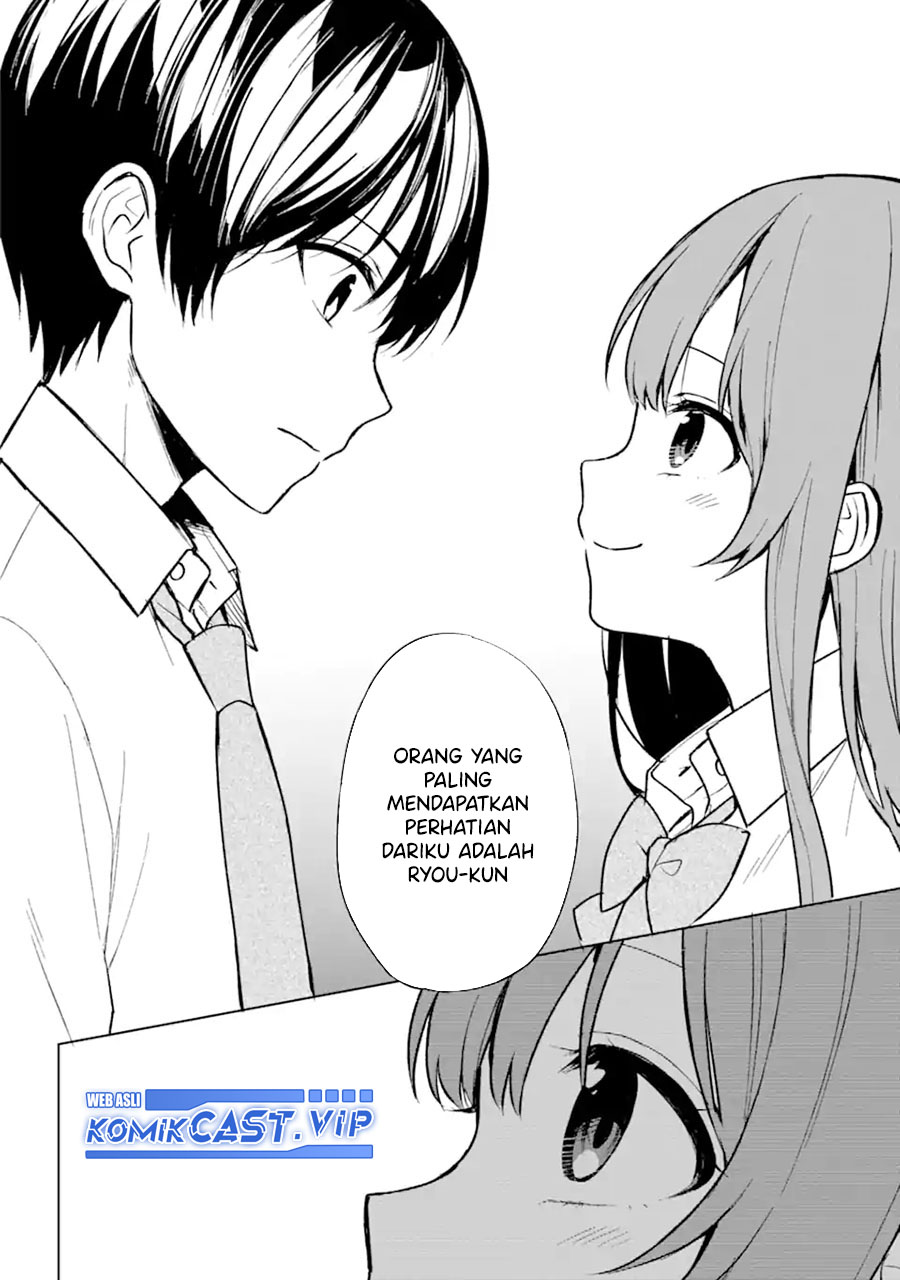 ORANG YANG
PALING
MENDAPATKAN
PERHATIAN
DARIKU ADALAH
RYOU-KUN
WEB ASLI
KOMIKCAST.VIP